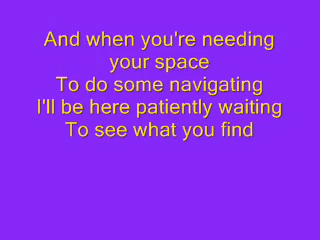 And when you're needing
your space
To do some navigating
I'll be here patiently waiting
To see what you find